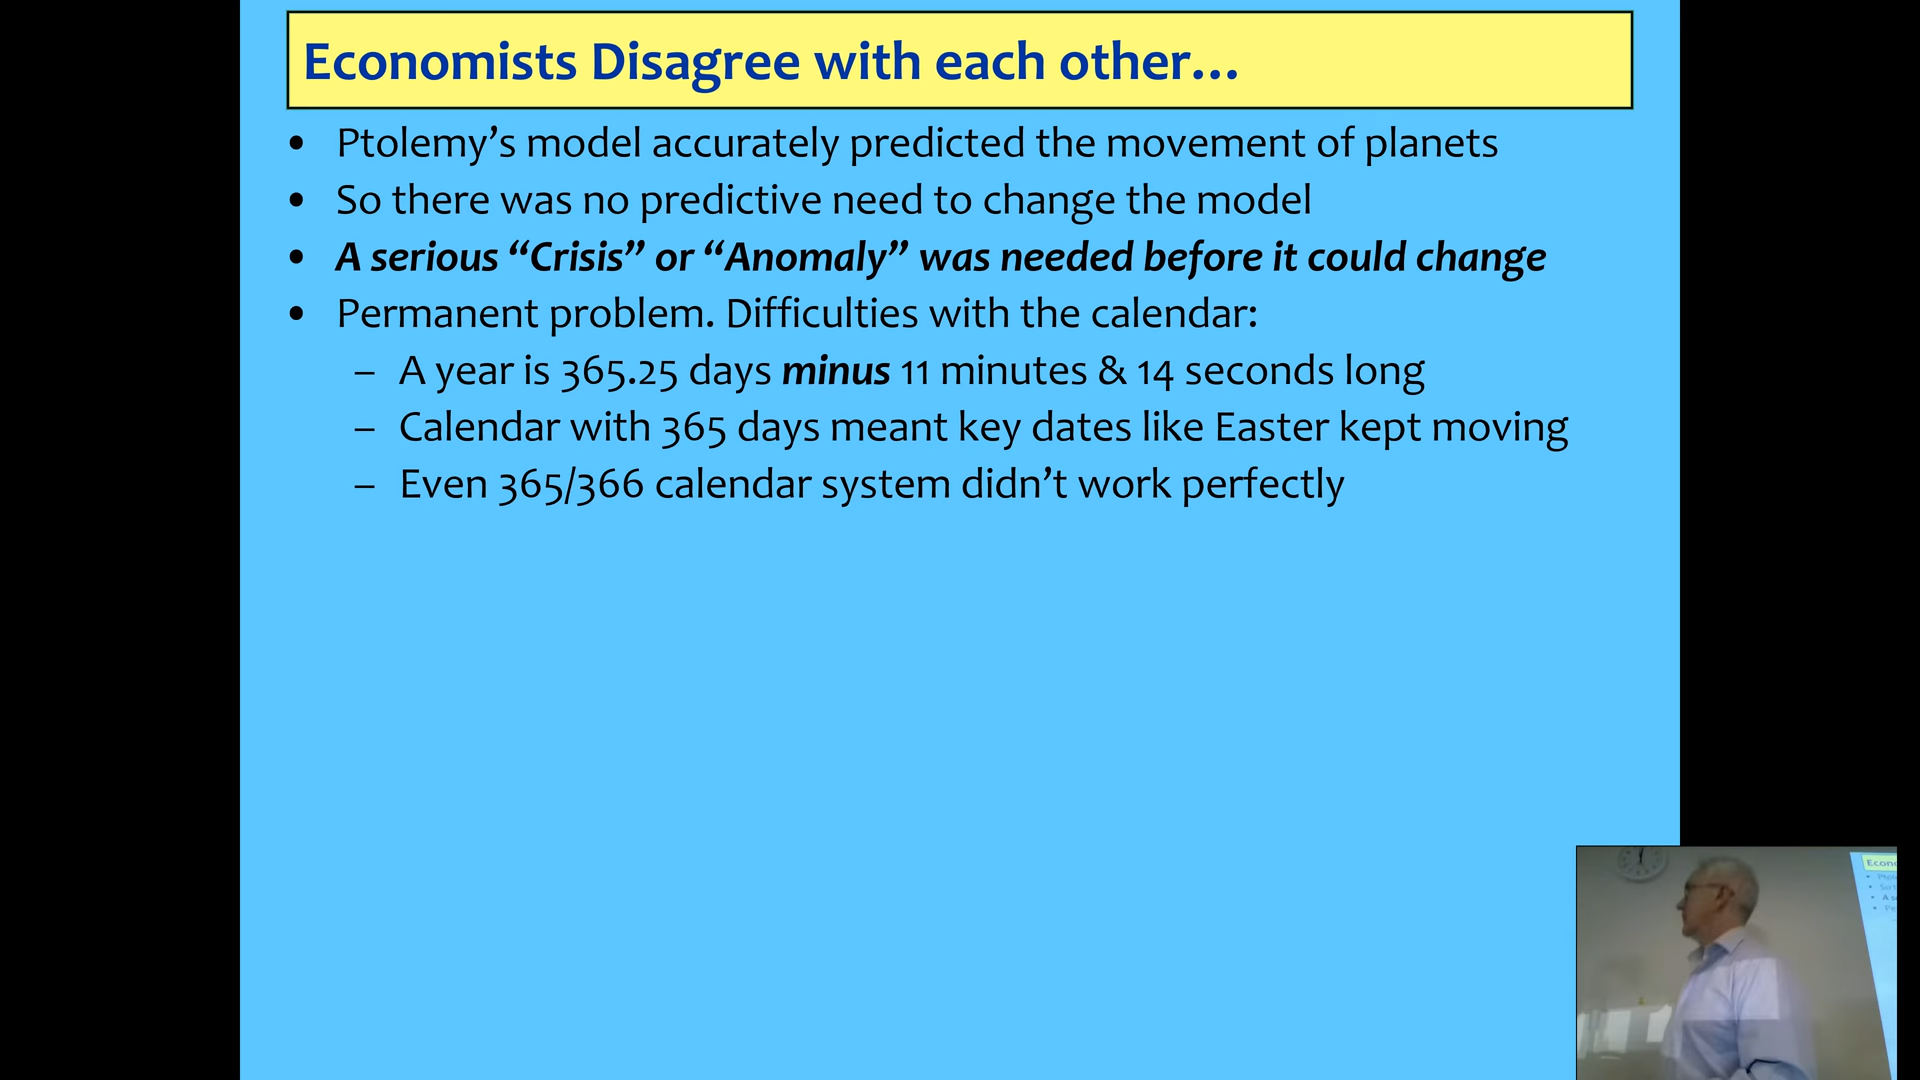 Economists Disagree with each other…
• Ptolemy’s model accurately predicted the movement of planets
• So there was no predictive need to change the model
• A serious “Crisis” or “Anomaly” was needed before it could change
• Permanent problem. Difficulties with the calendar:
– A year is 365.25 days minus 11 minutes & 14 seconds long
– Calendar with 365 days meant key dates like Easter kept moving
– Even 365/366 calendar system didn’t work perfectly
Econ